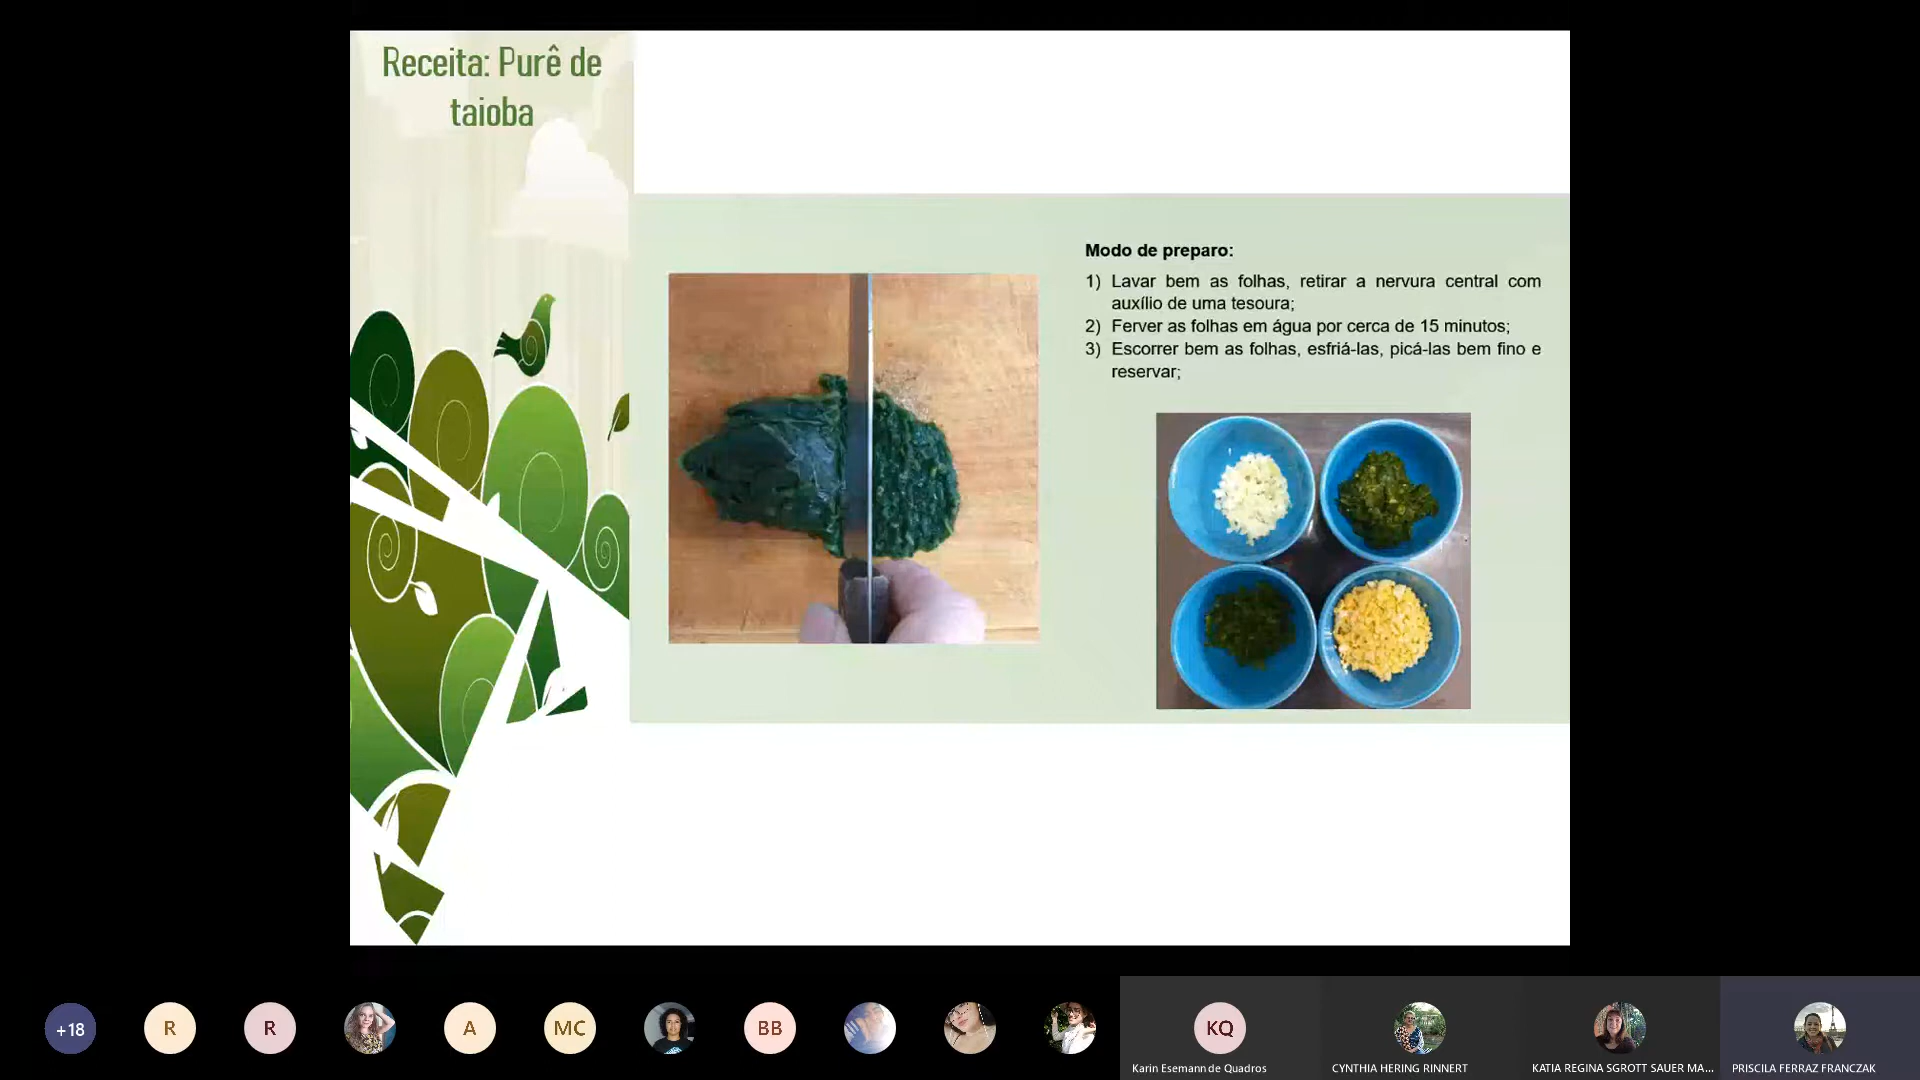 Receita: Purê de
taioba
Modo de preparo:
1) Lavar bem as folhas, retirar a nervura central com
auxílio de uma tesoura;
2) Ferver as folhas em água por cerca de 15 minutos;
3) Escorrer bem as folhas, esfriá-las, picá-las bem fino e
reservar;
+18
R
R
A
MC
BB
KQ
Karin Esemann de Quadros
CYNTHIA HERING RINNERT
KATIA REGINA SGROTT SAUER MA...
PRISCILA FERRAZ FRANCZAK